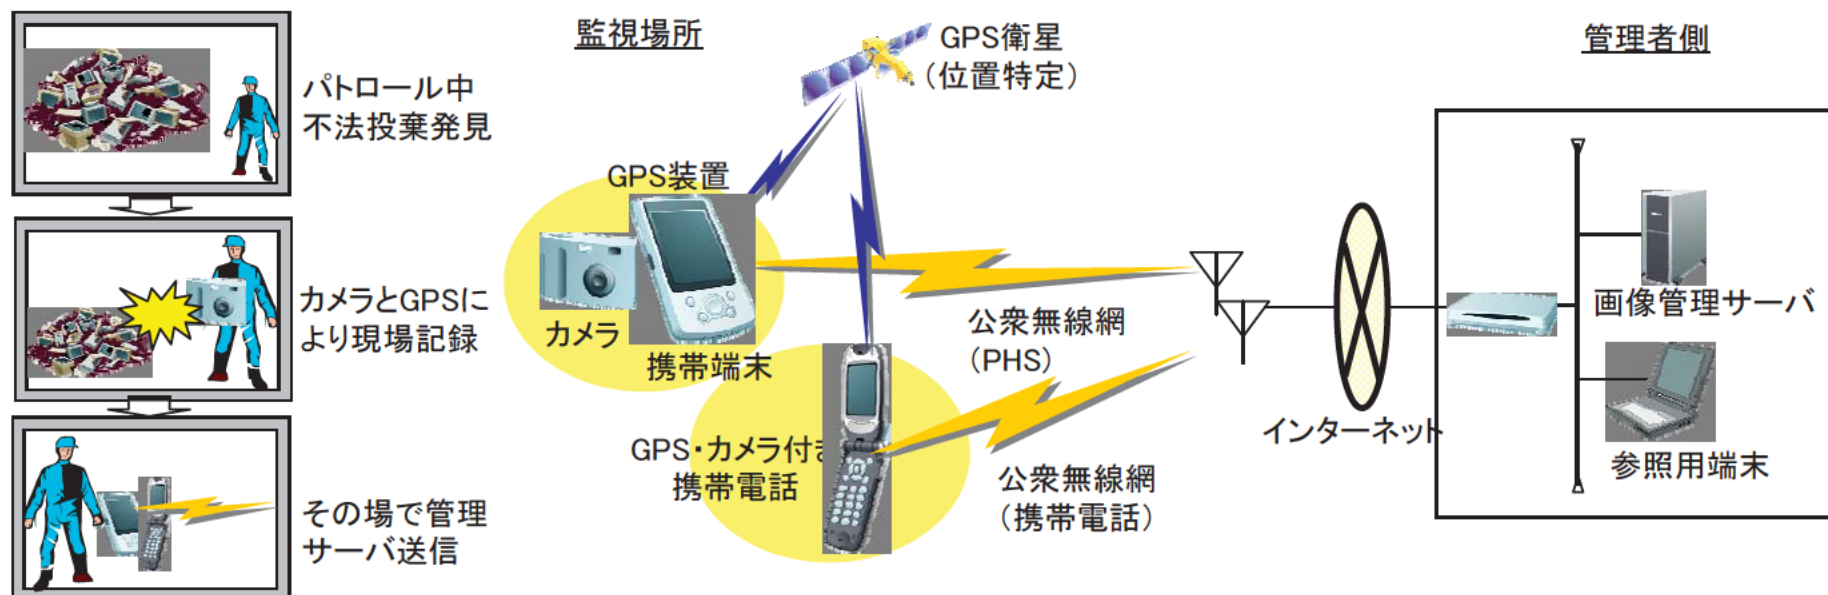 パトロール中
不法投棄発見
カメラとGPSに
より現場記録
その場で管理
サーバ送信
監視場所
GPS衛星
（位置特定）
GPS装置
カメラ
携帯端末
GPS・カメラ付き
携帯電話
公衆無線網
（PHS）
公衆無線網
（携帯電話）
インターネット
管理者側
画像管理サーバ
参照用端末